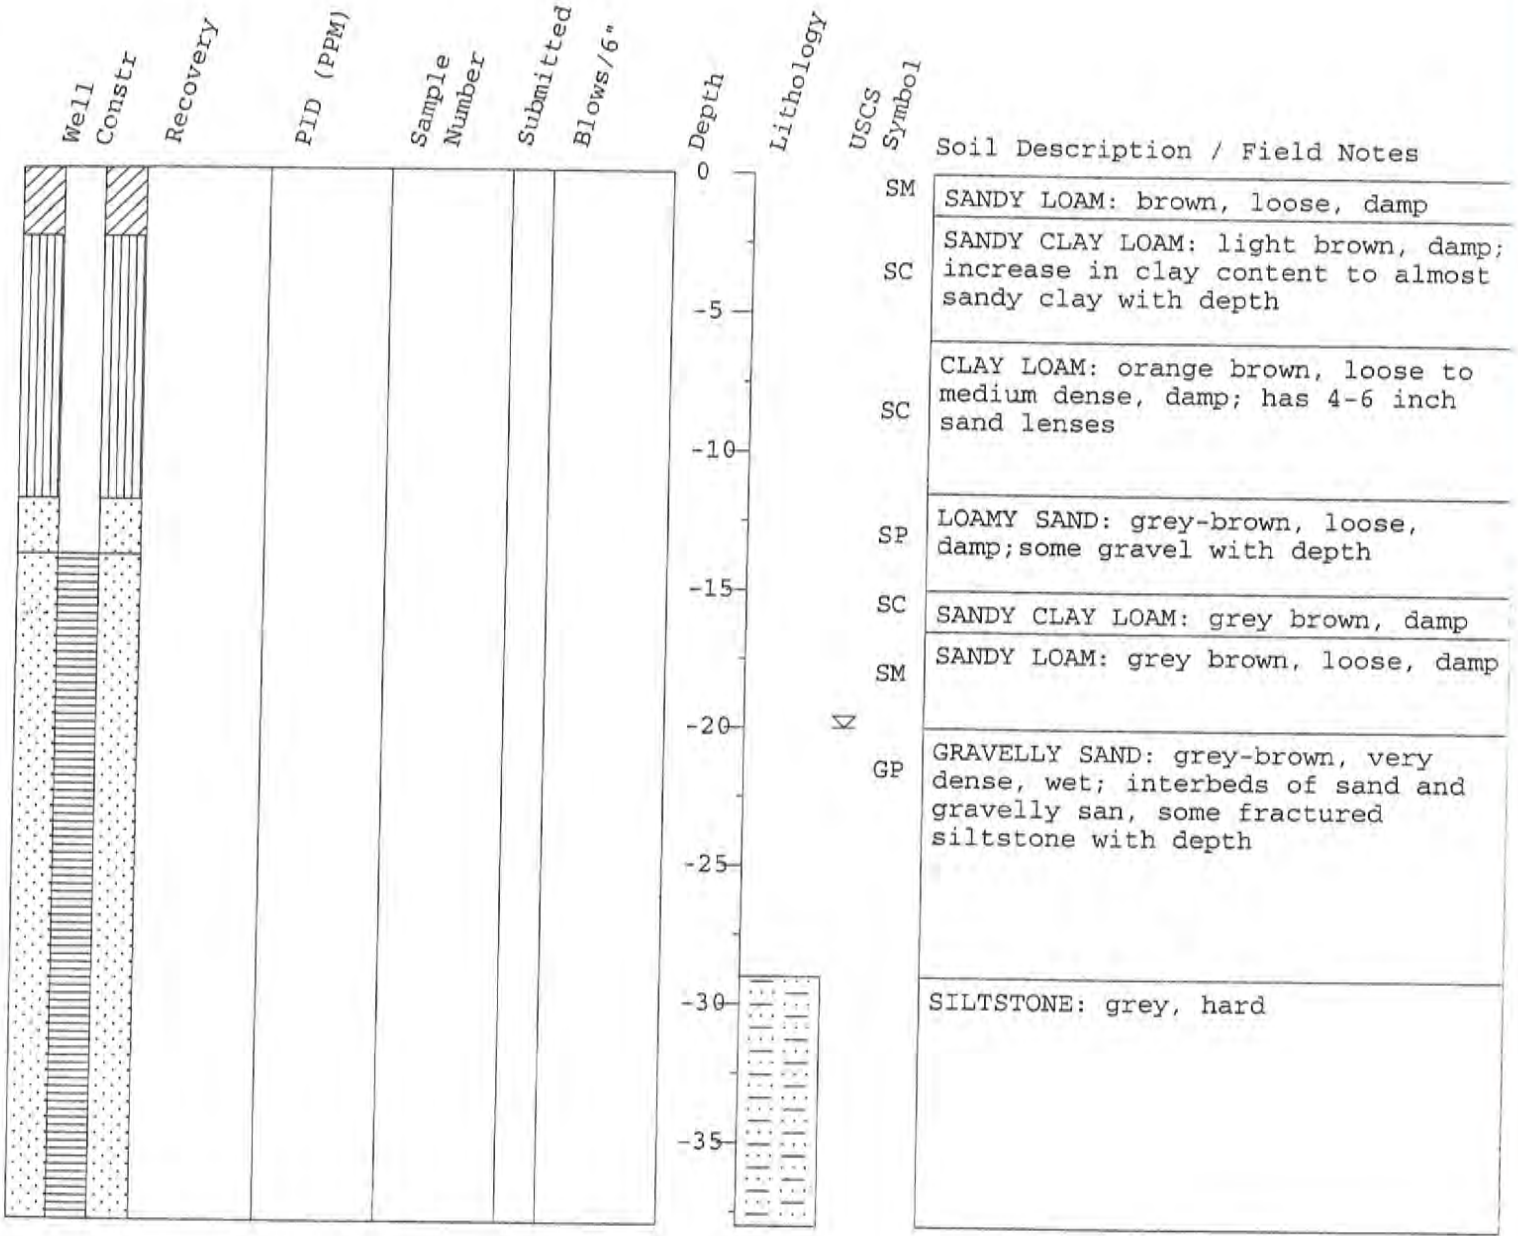 Well
Constr
Recovery
PID (PPM)
Sample
Number
Submitted
Blows/6"
Depth
Lithology
USCS
Symbol
Soil Description / Field Notes
0
SM
SANDY LOAM: brown, loose, damp
SC
SANDY CLAY LOAM: light brown, damp;
increase in clay content to almost
sandy clay with depth
-5
SC
CLAY LOAM: orange brown, loose to
medium dense, damp; has 4-6 inch
sand lenses
-10
SP
LOAMY SAND: grey-brown, loose,
damp;some gravel with depth
-15
SC
SANDY CLAY LOAM: grey brown, damp
SM
SANDY LOAM: grey brown, loose, damp
-20
GP
GRAVELLY SAND: grey-brown, very
dense, wet; interbeds of sand and
gravelly san, some fractured
siltstone with depth
-25
-30
SILTSTONE: grey, hard
-35